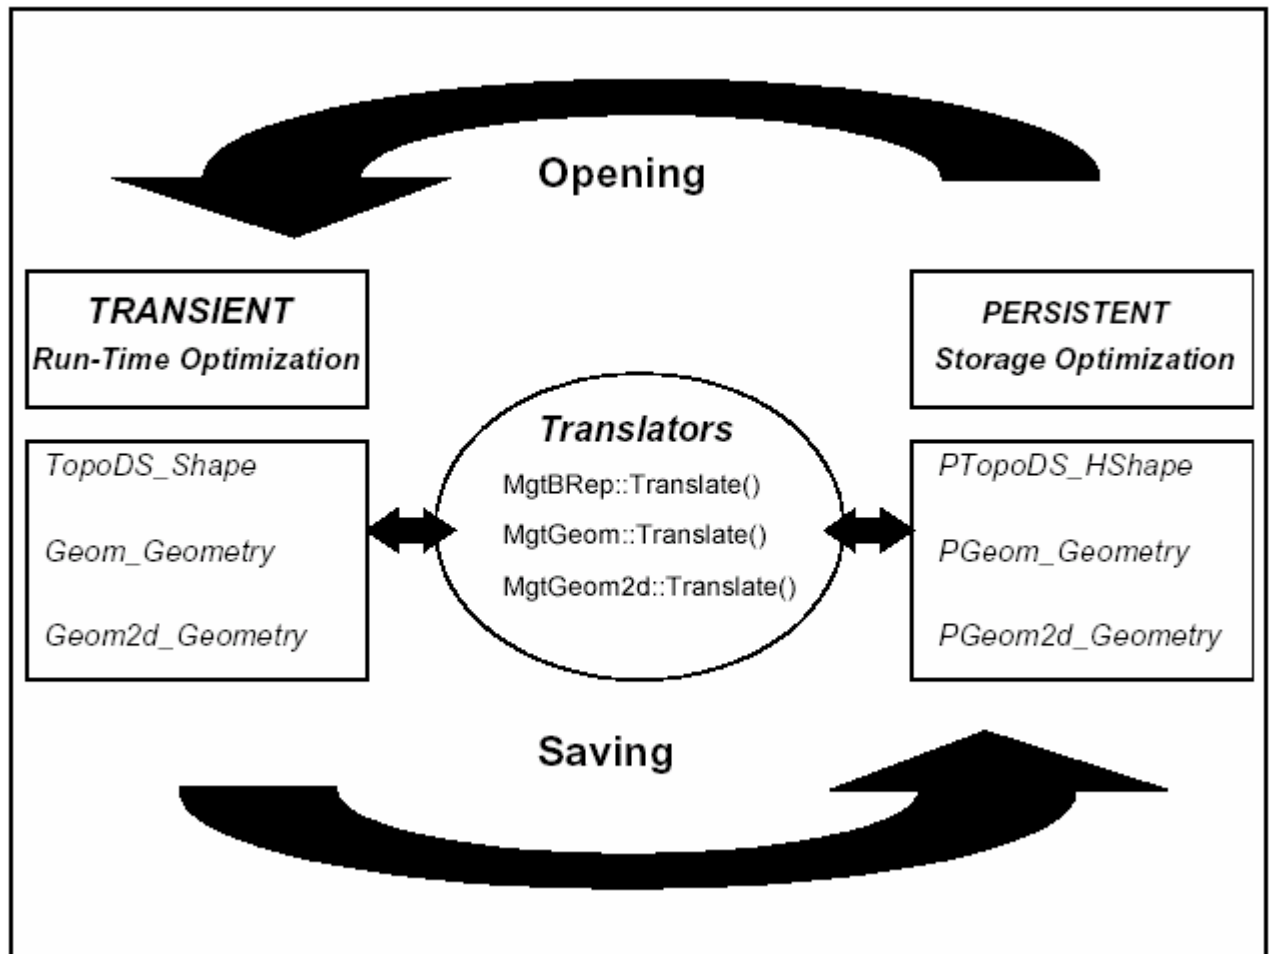 Opening
TRANSIENT
Run-Time Optimization
PERSISTENT
Storage Optimization
TopoDS_Shape
Geom_Geometry
Geom2d_Geometry
Translators
MgtBRep::Translate()
MgtGeom::Translate()
MgtGeom2d::Translate()
PTopoDS_HShape
PGeom_Geometry
PGeom2d_Geometry
Saving